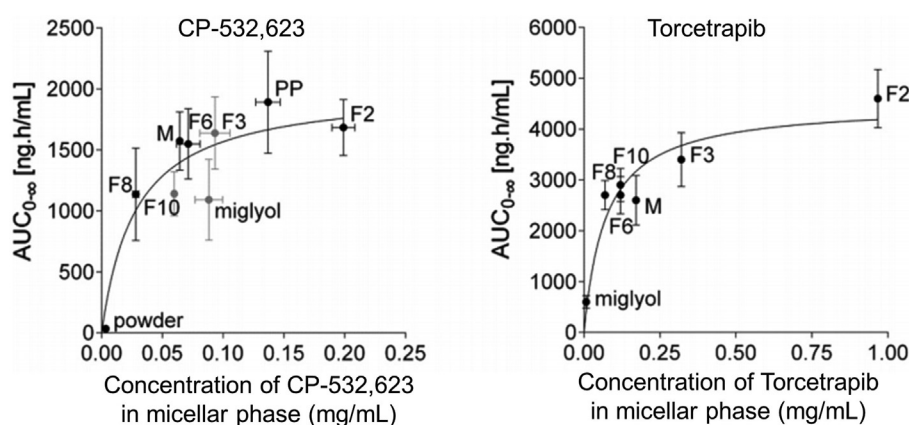 CP-532,623
2500
2000
1500
1000
500
0
AUC0-∞ [ng.h/mL]
PP
F2
M
F6
F3
F8
F10
miglyol
powder
0.00 0.05 0.10 0.15 0.20 0.25
Concentration of CP-532,623
in micellar phase (mg/mL)
Torcetrapib
6000
5000
4000
3000
2000
1000
0
AUC0-∞ [ng.h/mL]
F2
F3
F10
F8
M
F6
miglyol
0.00 0.25 0.50 0.75 1.00
Concentration of Torcetrapib
in micellar phase (mg/mL)